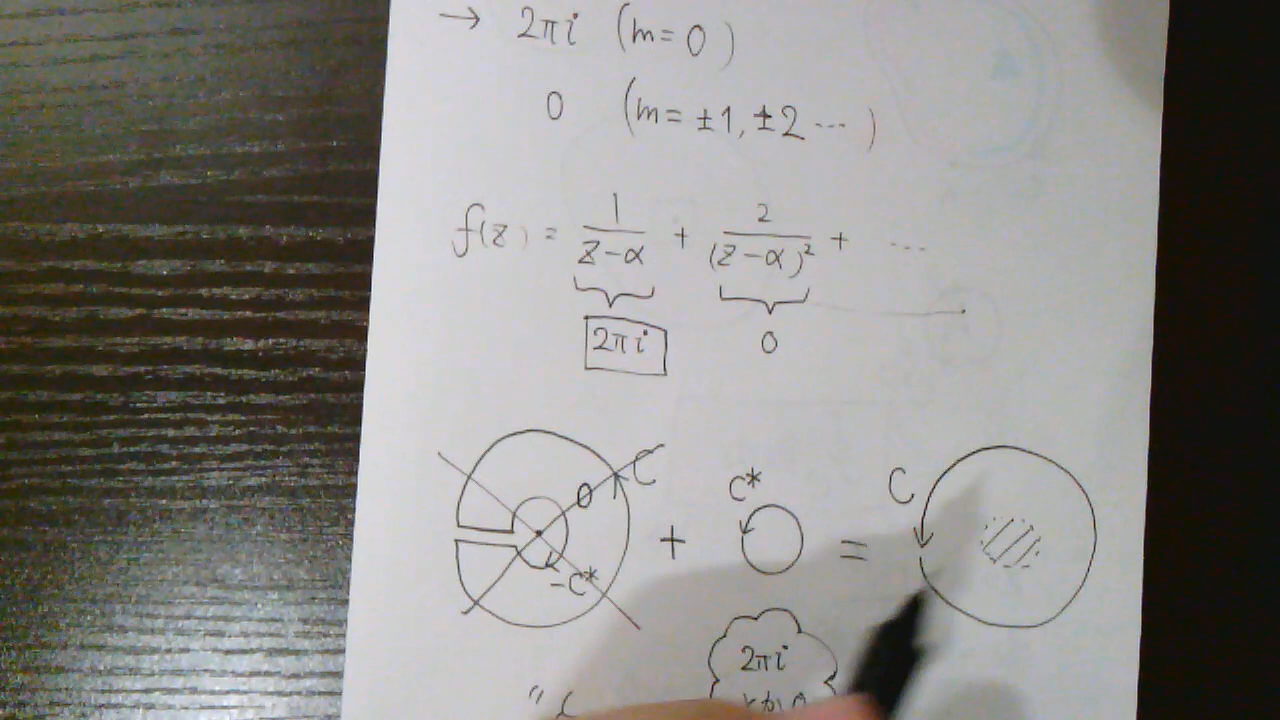 → 2πi (m=0)
0 (m=±1, ±2 ⋯)
f(z) = 1/(z-α) + 2/(z-α)² + ⋯
2πi 0
C 0 -C* + C* = C
2πi